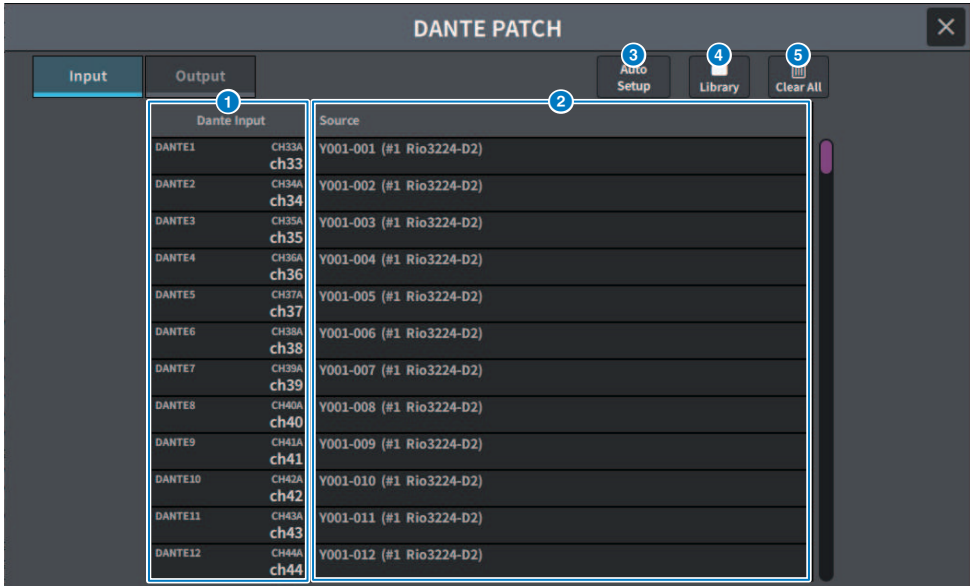 DANTE PATCH
Input
Output
3
4
5
Auto
Setup
Library
Clear All
1
2
Dante Input
Source
DANTE1 CH33A Y001-001 (#1 Rio3224-D2)
ch33
DANTE2 CH34A Y001-002 (#1 Rio3224-D2)
ch34
DANTE3 CH35A Y001-003 (#1 Rio3224-D2)
ch35
DANTE4 CH36A Y001-004 (#1 Rio3224-D2)
ch36
DANTE5 CH37A Y001-005 (#1 Rio3224-D2)
ch37
DANTE6 CH38A Y001-006 (#1 Rio3224-D2)
ch38
DANTE7 CH39A Y001-007 (#1 Rio3224-D2)
ch39
DANTE8 CH40A Y001-008 (#1 Rio3224-D2)
ch40
DANTE9 CH41A Y001-009 (#1 Rio3224-D2)
ch41
DANTE10 CH42A Y001-010 (#1 Rio3224-D2)
ch42
DANTE11 CH43A Y001-011 (#1 Rio3224-D2)
ch43
DANTE12 CH44A Y001-012 (#1 Rio3224-D2)
ch44